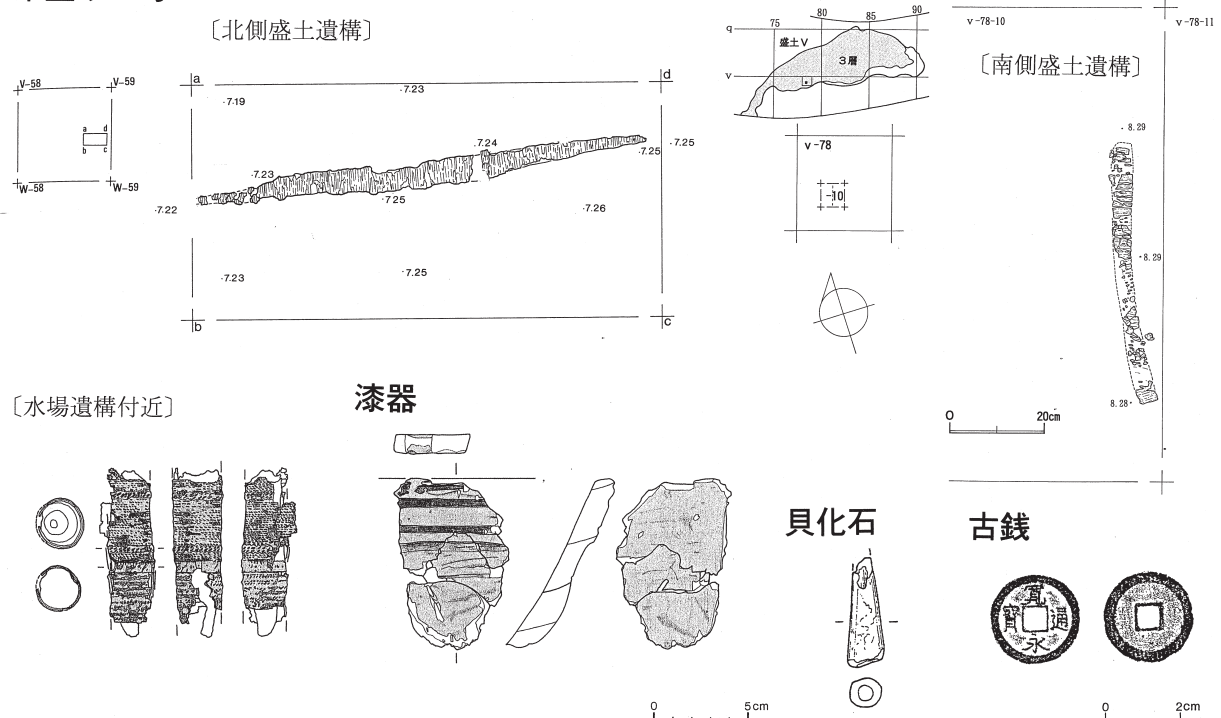 〔北側盛土遺構〕
V-58
V-59
a
d
b
c
W-58
W-59
a
d
·7.23
·7.19
·7.24
·7.25
·7.25
·7.23
·7.25
·7.22
·7.26
·7.23
·7.25
b
c
75
80
85
90
q
盛土V
3層
v
v-78
-10
v-78-10
v-78-11
〔南側盛土遺構〕
8.29
8.29
8.28
0
20cm
〔水場遺構付近〕
漆器
貝化石
古銭
寛
永
通
寳
0
5cm
0
2cm